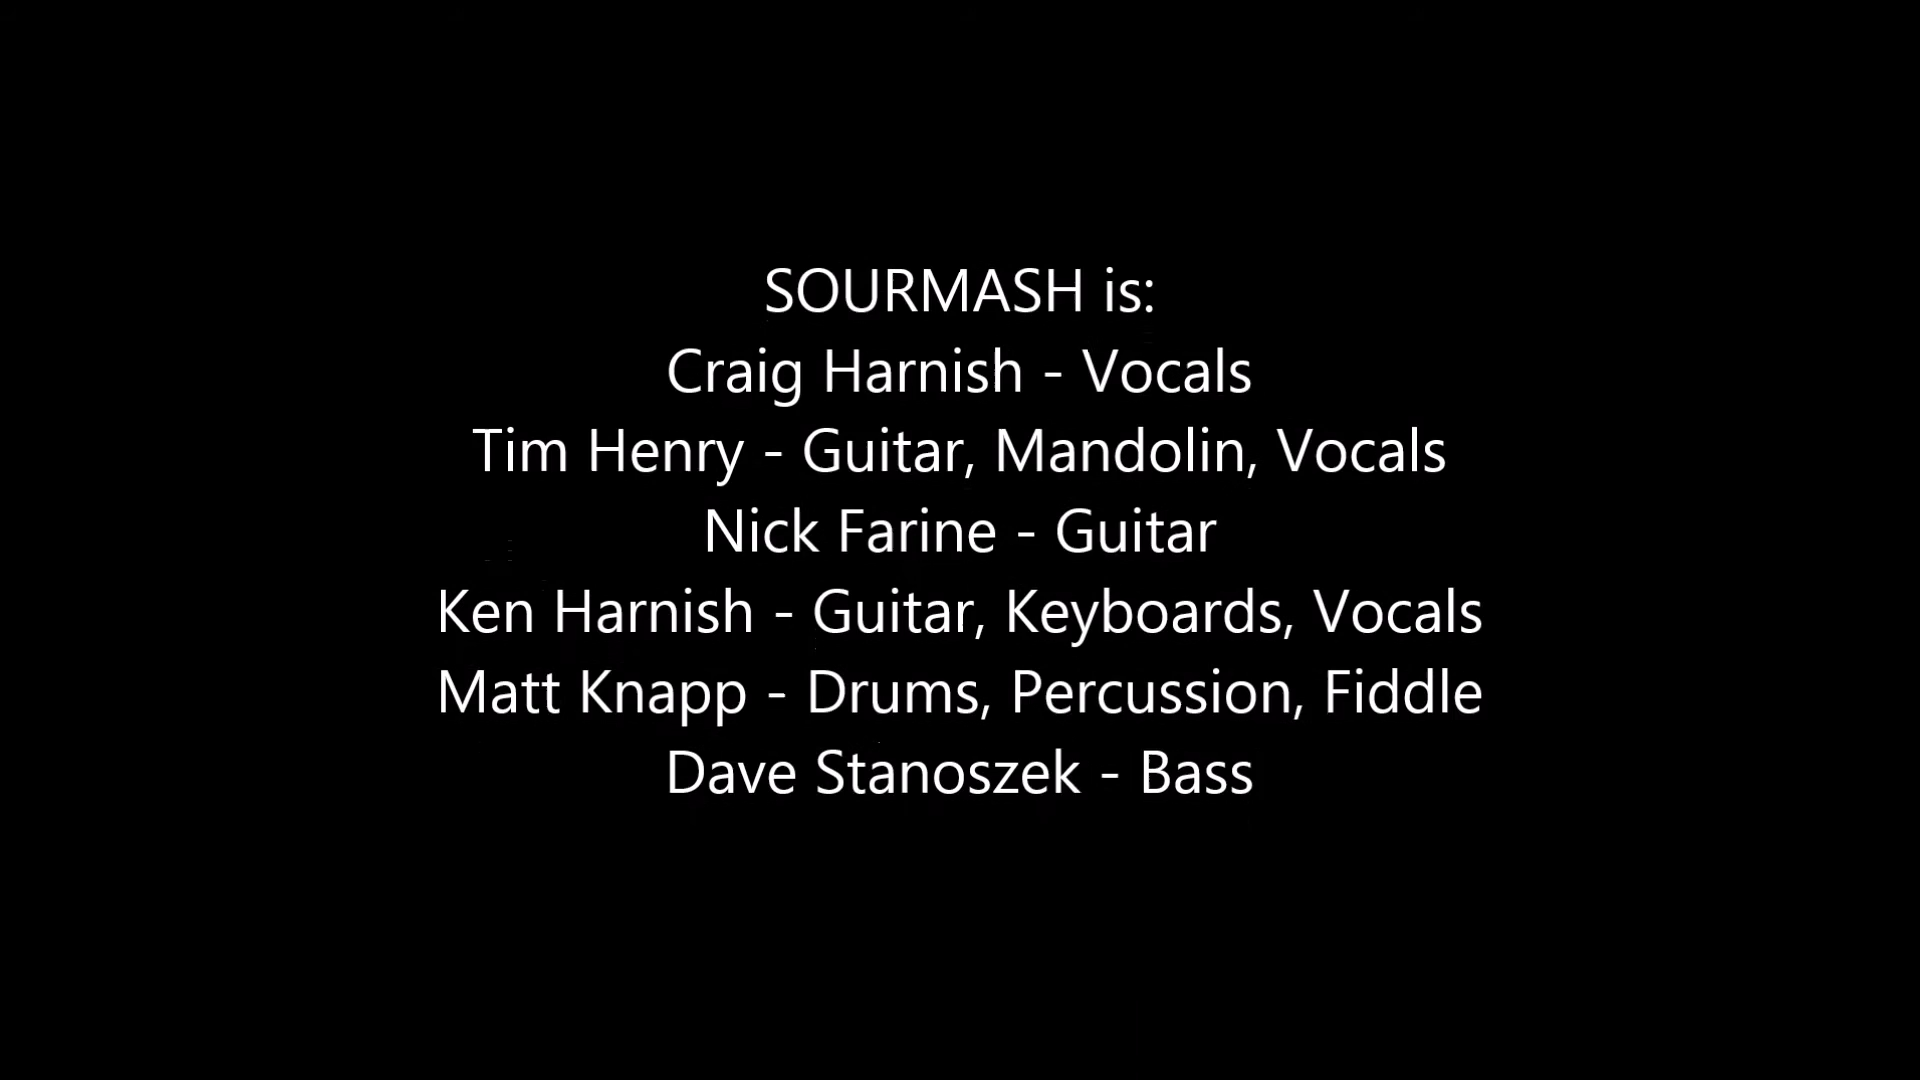 SOURMASH is:
Craig Harnish - Vocals
Tim Henry - Guitar, Mandolin, Vocals
Nick Farine - Guitar
Ken Harnish - Guitar, Keyboards, Vocals
Matt Knapp - Drums, Percussion, Fiddle
Dave Stanoszek - Bass